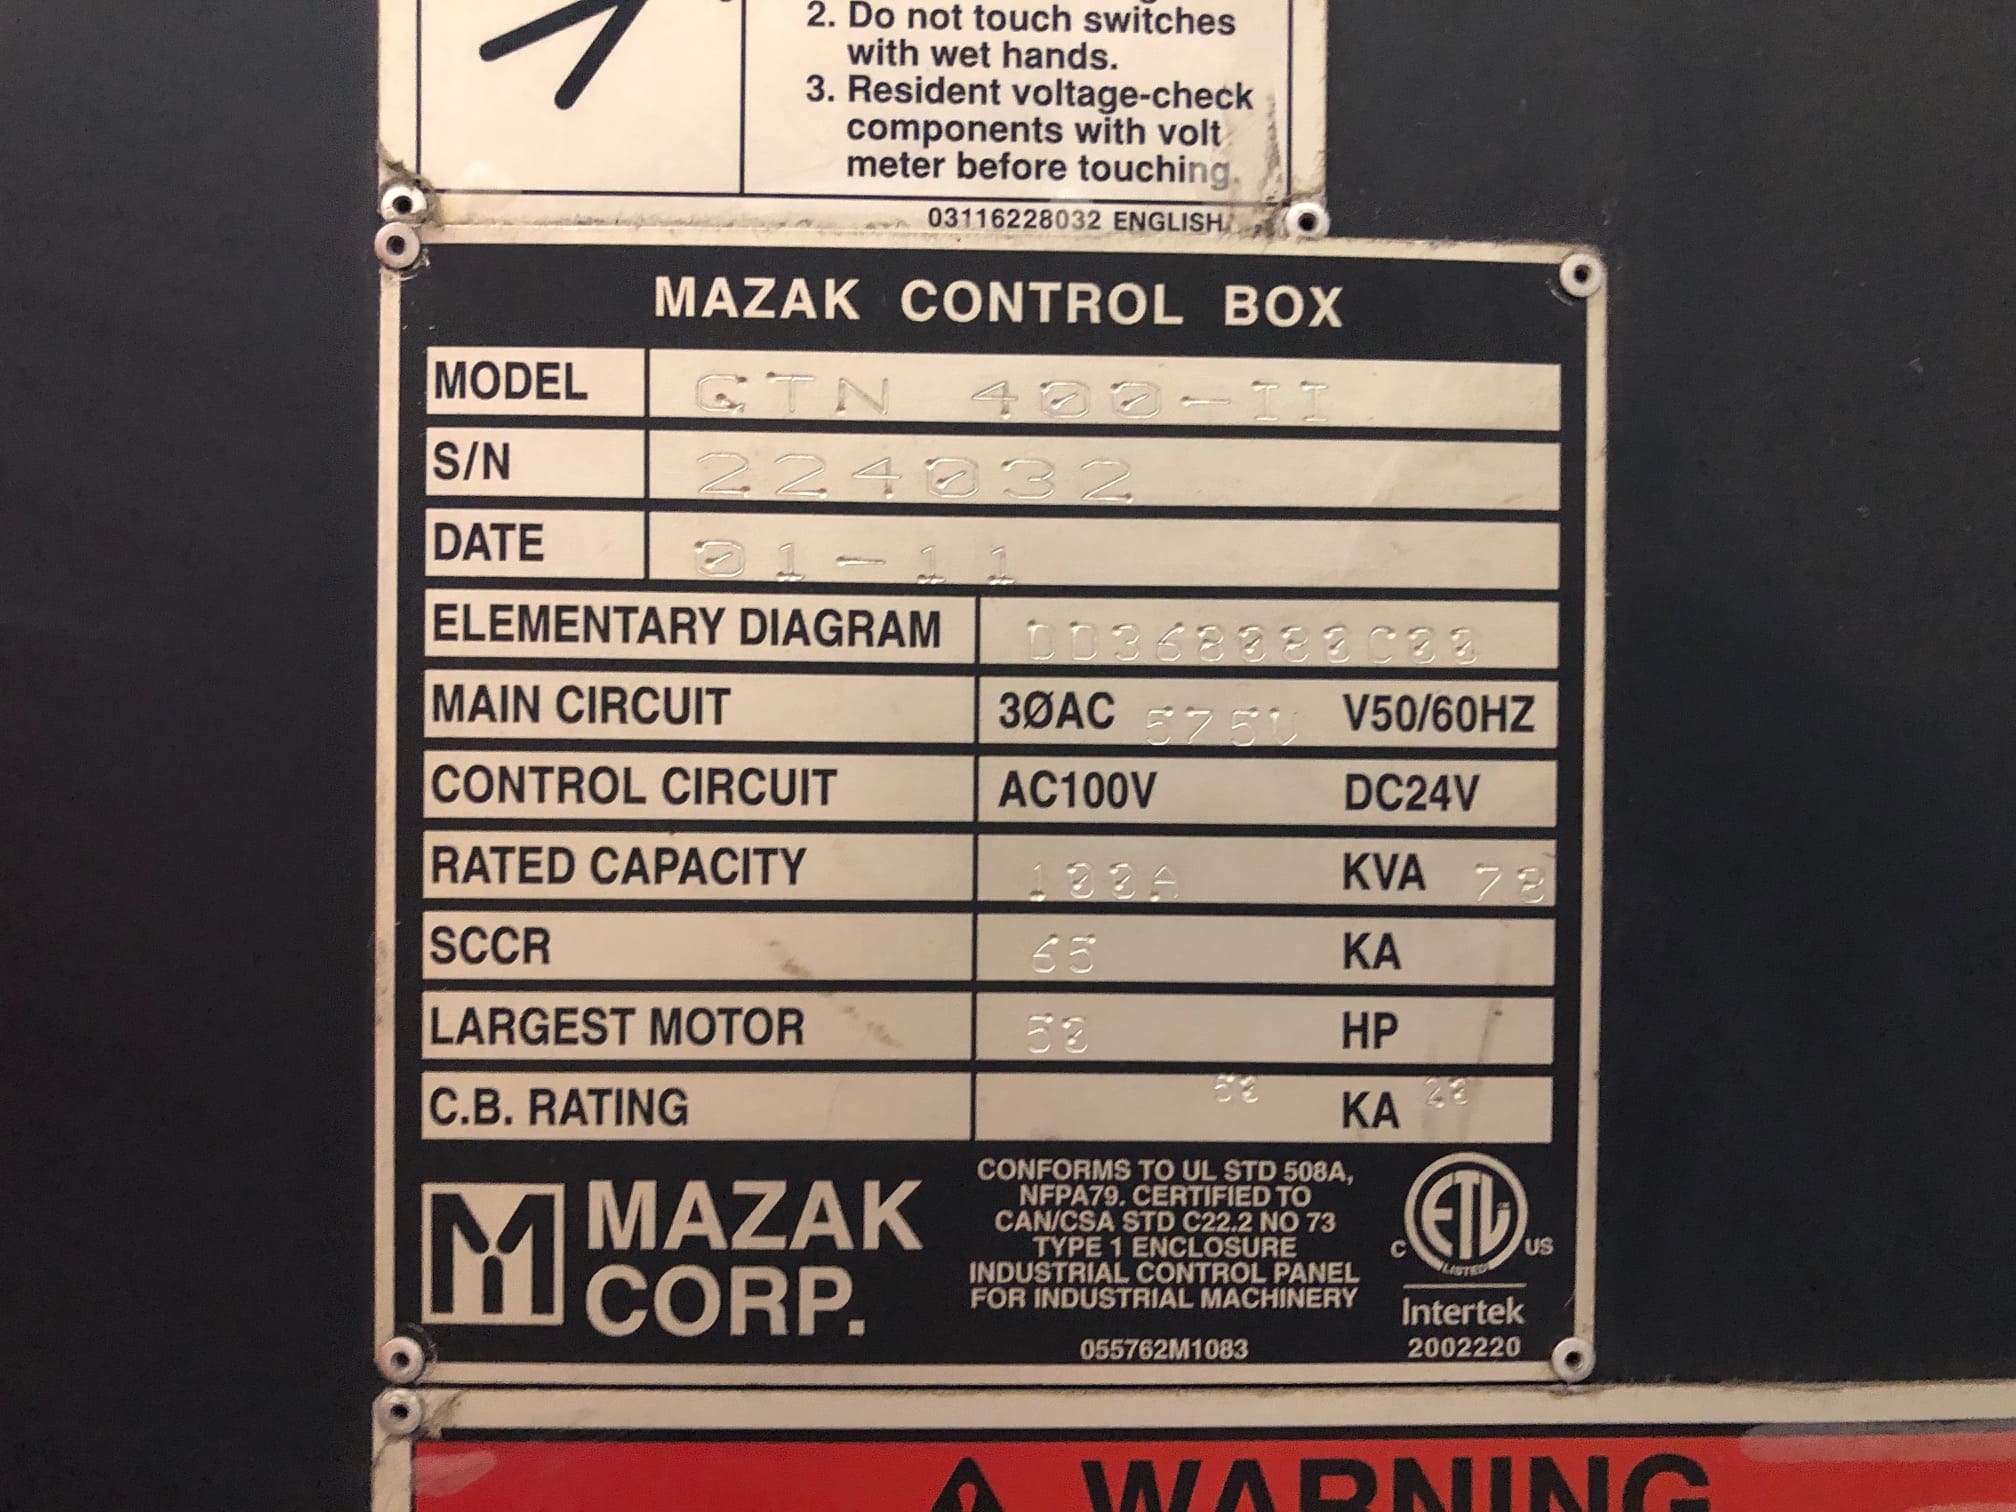 2. Do not touch switches
with wet hands.
3. Resident voltage-check
components with volt
meter before touching.
03116228032 ENGLISH
MAZAK CONTROL BOX
MODEL QTN 400-II
S/N 224032
DATE 01-11
ELEMENTARY DIAGRAM DD368080C00
MAIN CIRCUIT 3ØAC 575V V50/60HZ
CONTROL CIRCUIT AC100V DC24V
RATED CAPACITY 100A KVA 78
SCCR 65 KA
LARGEST MOTOR 50 HP
C.B. RATING 50 KA 20
MAZAK
CORP.
CONFORMS TO UL STD 508A,
NFPA79. CERTIFIED TO
CAN/CSA STD C22.2 NO 73
TYPE 1 ENCLOSURE
INDUSTRIAL CONTROL PANEL
FOR INDUSTRIAL MACHINERY
055762M1083
C ETL US
LISTED
Intertek
2002220
WARNING